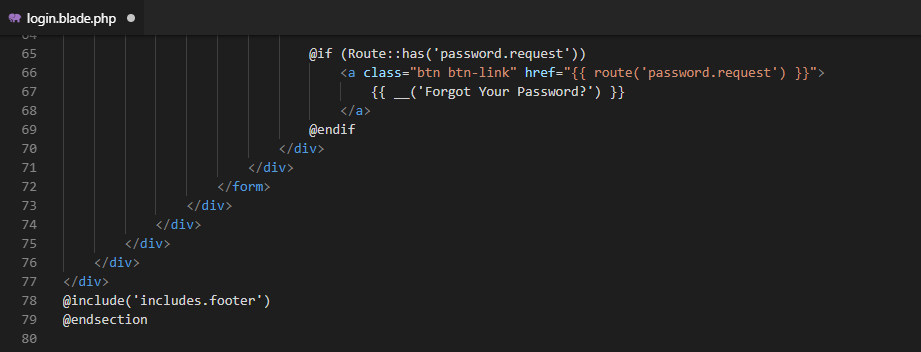 login.blade.php
65 @if (Route::has('password.request'))
66 <a class="btn btn-link" href="{{ route('password.request') }}">
67 {{ __('Forgot Your Password?') }}
68 </a>
69 @endif
70 </div>
71 </div>
72 </form>
73 </div>
74 </div>
75 </div>
76 </div>
77 </div>
78 @include('includes.footer')
79 @endsection
80